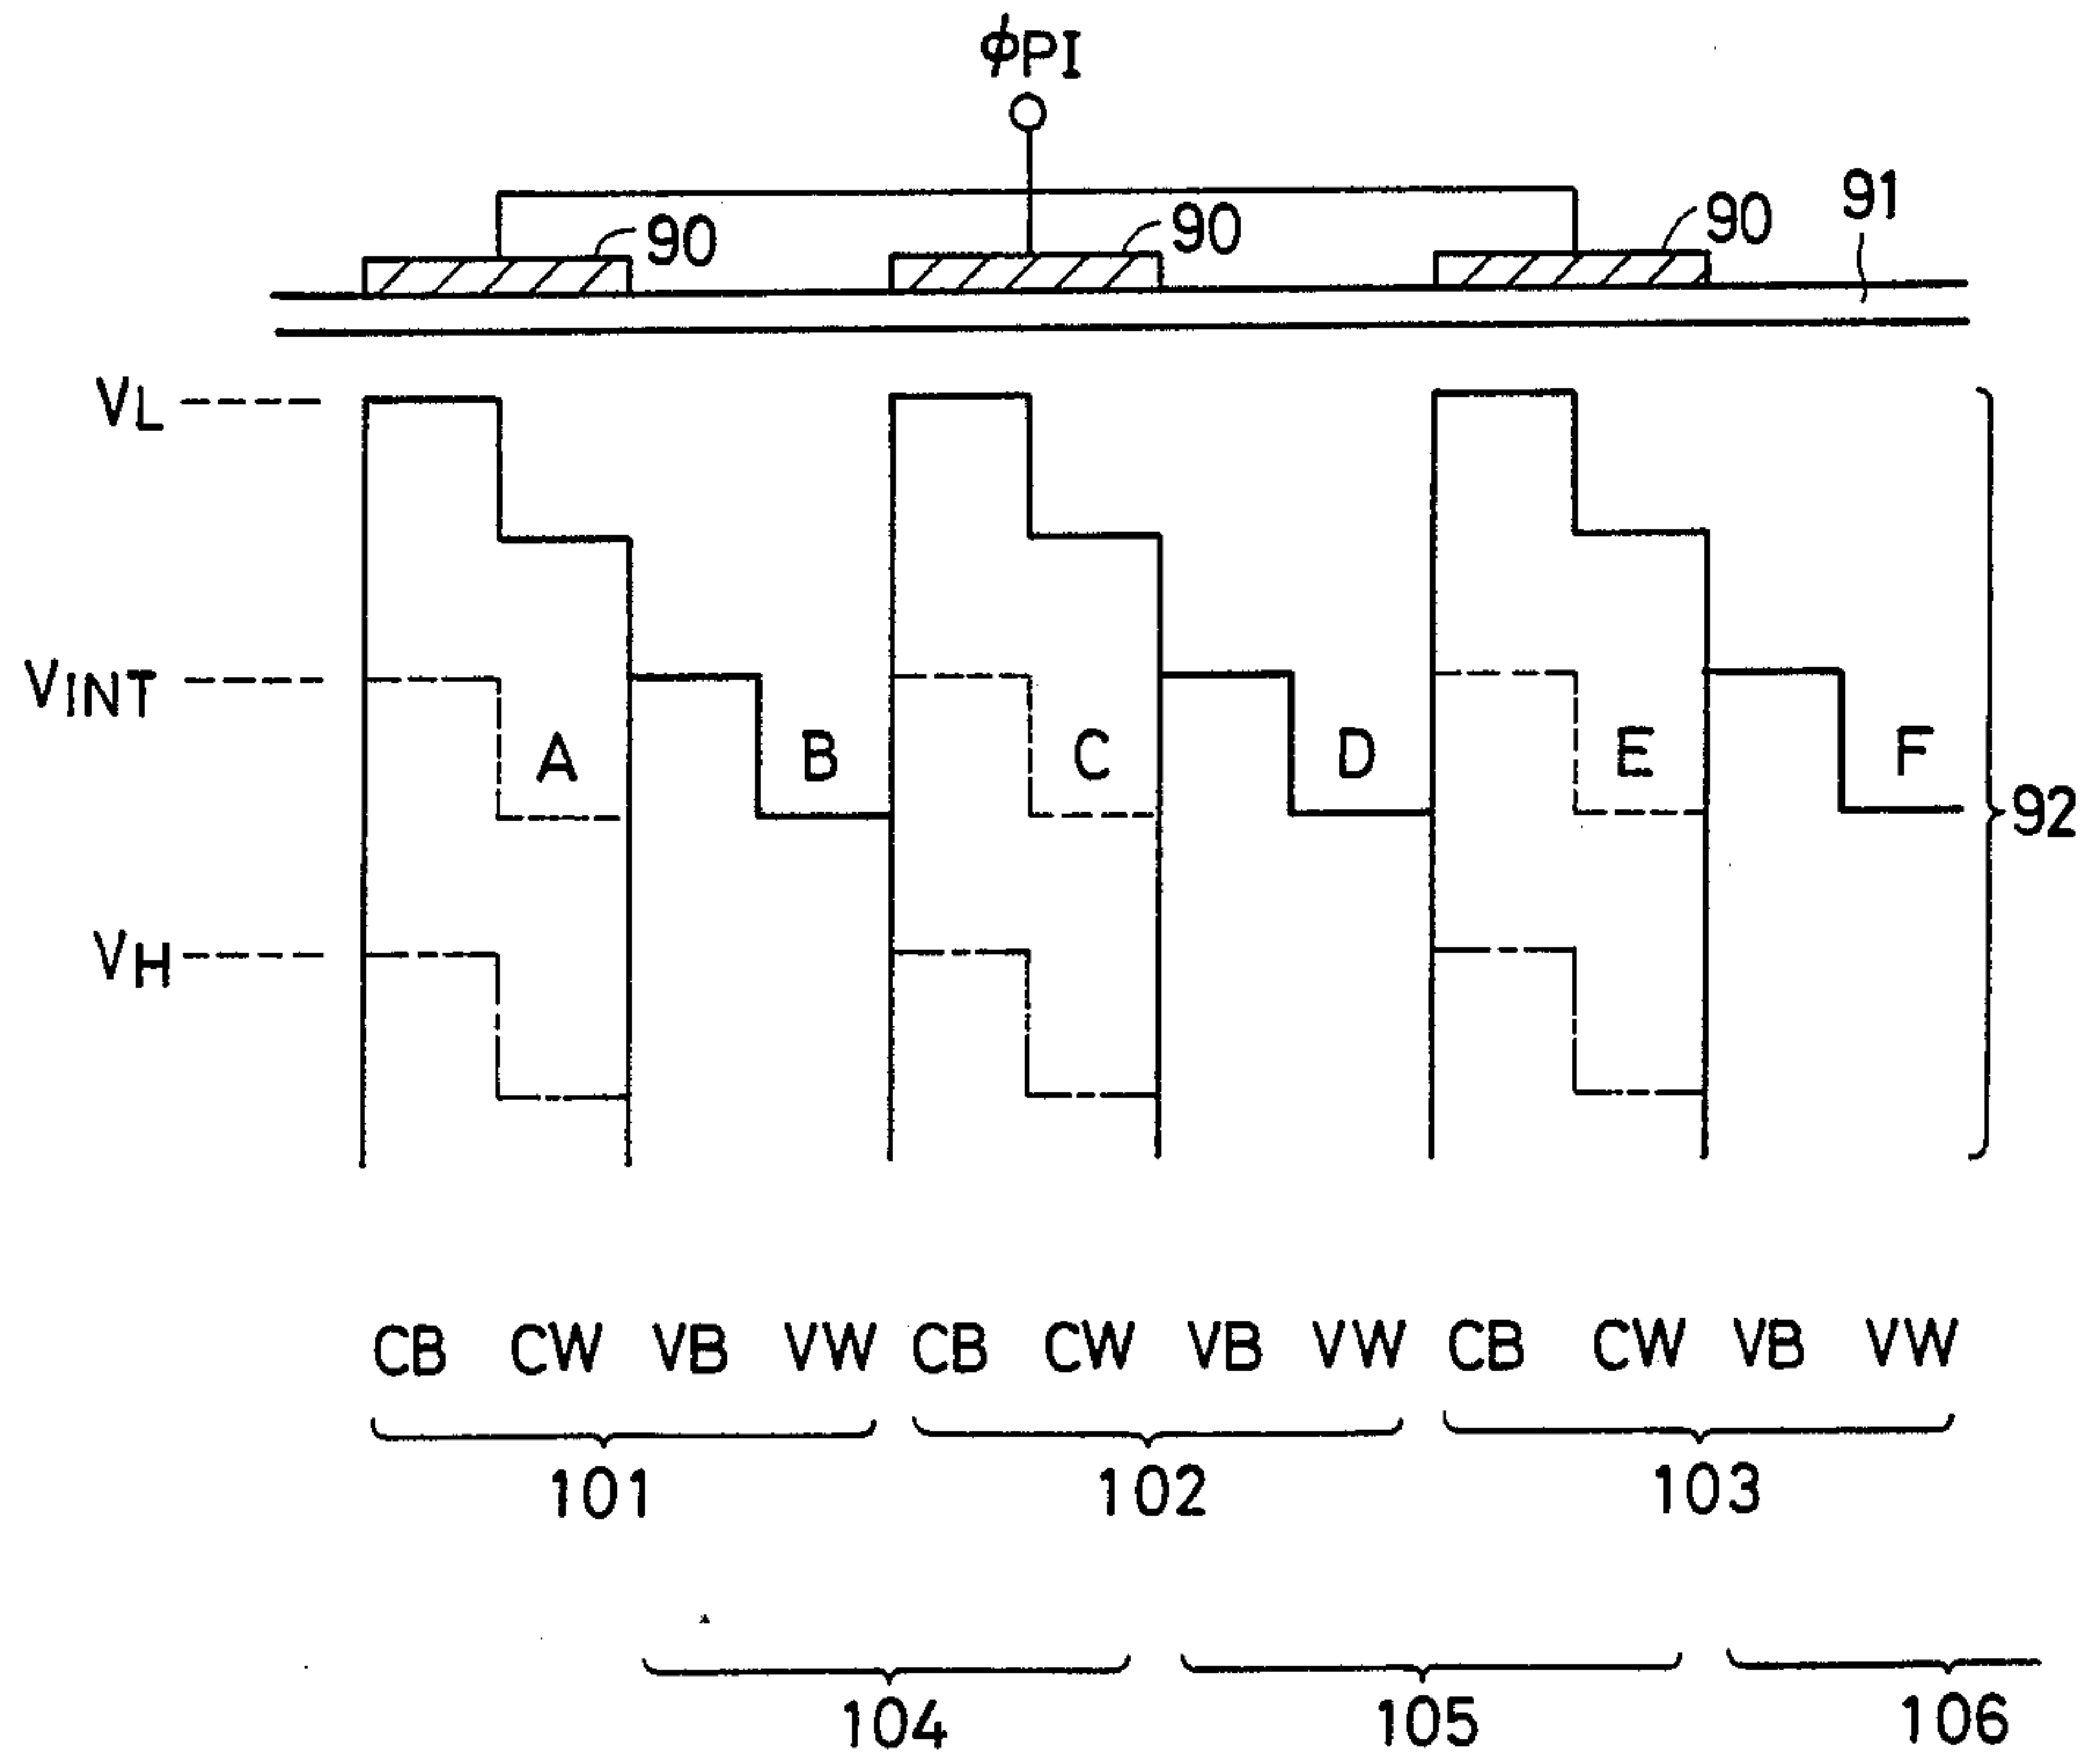 ϕPI
90 90 90 91
VL
VINT
A B C D E F
92
VH
CB CW VB VW CB CW VB VW CB CW VB VW
101 102 103
104 105 106